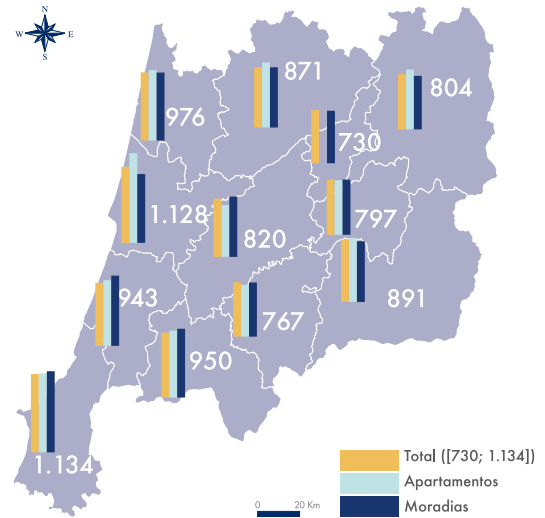 N
W E
S
871
804
976
730
1.128
797
820
891
943
767
950
1.134
Total ([730; 1.134])
Apartamentos
Moradias
0 20 Km